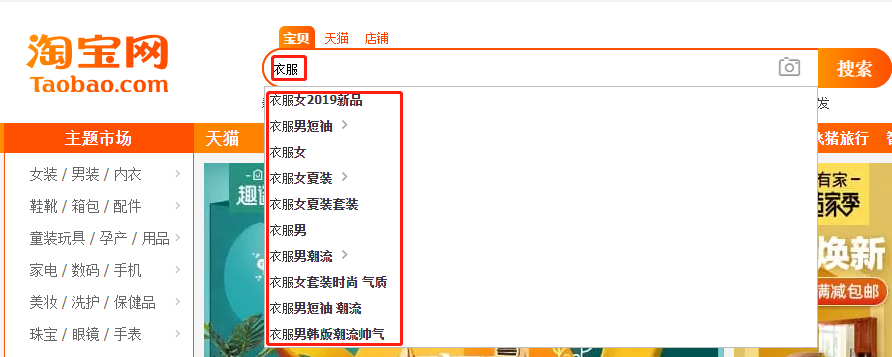 淘宝网
Taobao.com
宝贝 天猫 店铺
衣服
搜索
衣服女2019新品
衣服男短袖
衣服女
衣服女夏装
衣服女夏装套装
衣服男
衣服男潮流
衣服女套装时尚 气质
衣服男短袖 潮流
衣服男韩版潮流帅气
发
主题市场
天猫
飞猪旅行
女装 / 男装 / 内衣
鞋靴 / 箱包 / 配件
童装玩具 / 孕产 / 用品
家电 / 数码 / 手机
美妆 / 洗护 / 保健品
珠宝 / 眼镜 / 手表
有家
家季
焕新
满减包邮